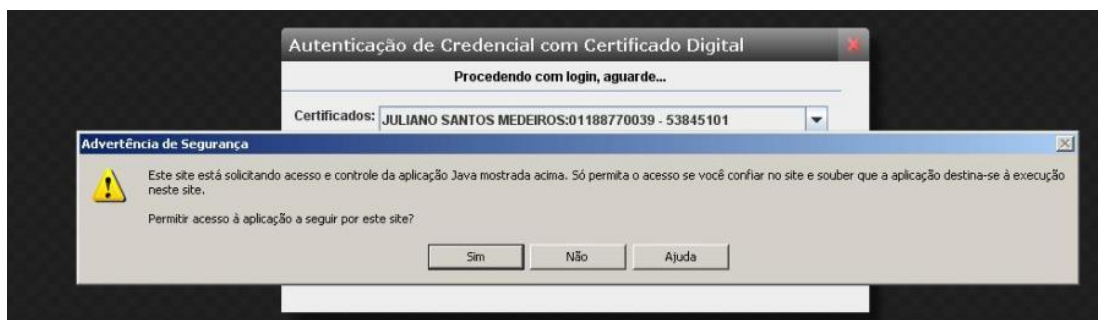 Autenticação de Credencial com Certificado Digital
Procedendo com login, aguarde...
Certificados: JULIANO SANTOS MEDEIROS:01188770039 - 53845101
Advertência de Segurança
Este site está solicitando acesso e controle da aplicação Java mostrada acima. Só permita o acesso se você confiar no site e souber que a aplicação destina-se à execução
neste site.
Permitir acesso à aplicação a seguir por este site?
Sim Não Ajuda